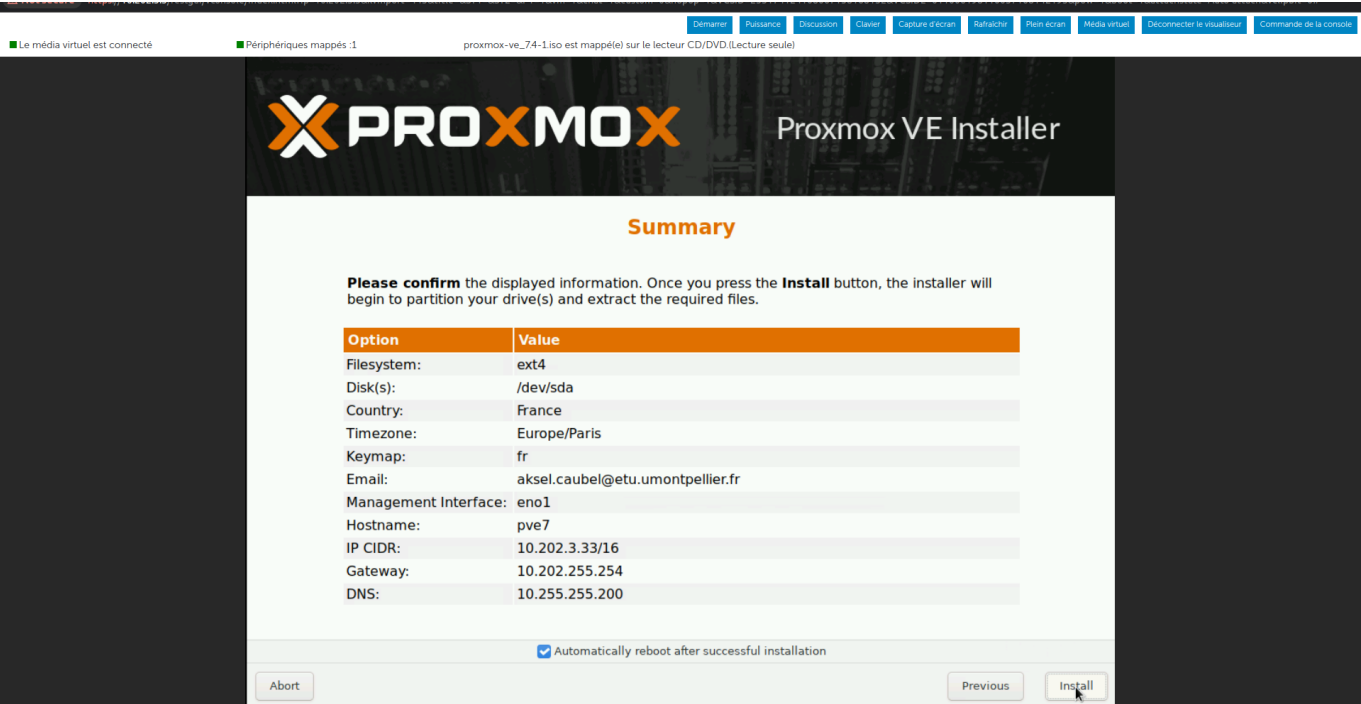 Démarrer Puissance Discussion Clavier Capture d'écran Rafraîchir Plein écran Média virtuel Déconnecter le visualiseur Commande de la console
Le média virtuel est connecté Périphériques mappés :1 proxmox-ve_7.4-1.iso est mappé(e) sur le lecteur CD/DVD.(Lecture seule)
PROXMOX Proxmox VE Installer
Summary
Please confirm the displayed information. Once you press the Install button, the installer will
begin to partition your drive(s) and extract the required files.
Option Value
Filesystem: ext4
Disk(s): /dev/sda
Country: France
Timezone: Europe/Paris
Keymap: fr
Email: aksel.caubel@etu.umontpellier.fr
Management Interface: eno1
Hostname: pve7
IP CIDR: 10.202.3.33/16
Gateway: 10.202.255.254
DNS: 10.255.255.200
Automatically reboot after successful installation
Abort Previous Install